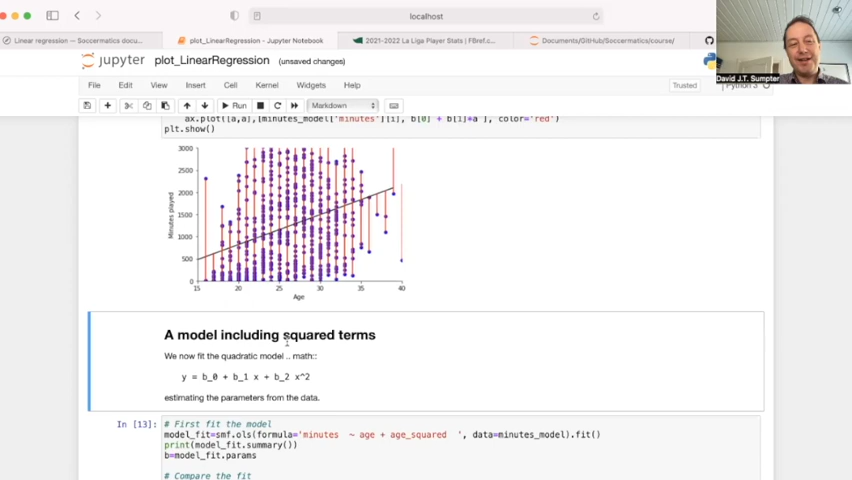 localhost
Linear regression — Soccermatics docu...
plot_LinearRegression - Jupyter Notebook
2021-2022 La Liga Player Stats | FBref.c...
Documents/GitHub/Soccermatics/course/
jupyter plot_LinearRegression (unsaved changes)
File Edit View Insert Cell Kernel Widgets Help
Trusted
David J.T. Sumpter
Run
Markdown
ax.plot([a,a],[minutes_model['minutes'][i], b[0] + b[1]*a ], color='red')
plt.show()
3000
2500
2000
1500
1000
500
0
Minutes played
15 20 25 30 35 40
Age
A model including squared terms
We now fit the quadratic model .. math::
y = b_0 + b_1 x + b_2 x^2
estimating the parameters from the data.
In [13]:
# First fit the model
model_fit=smf.ols(formula='minutes ~ age + age_squared ', data=minutes_model).fit()
print(model_fit.summary())
b=model_fit.params
# Compare the fit